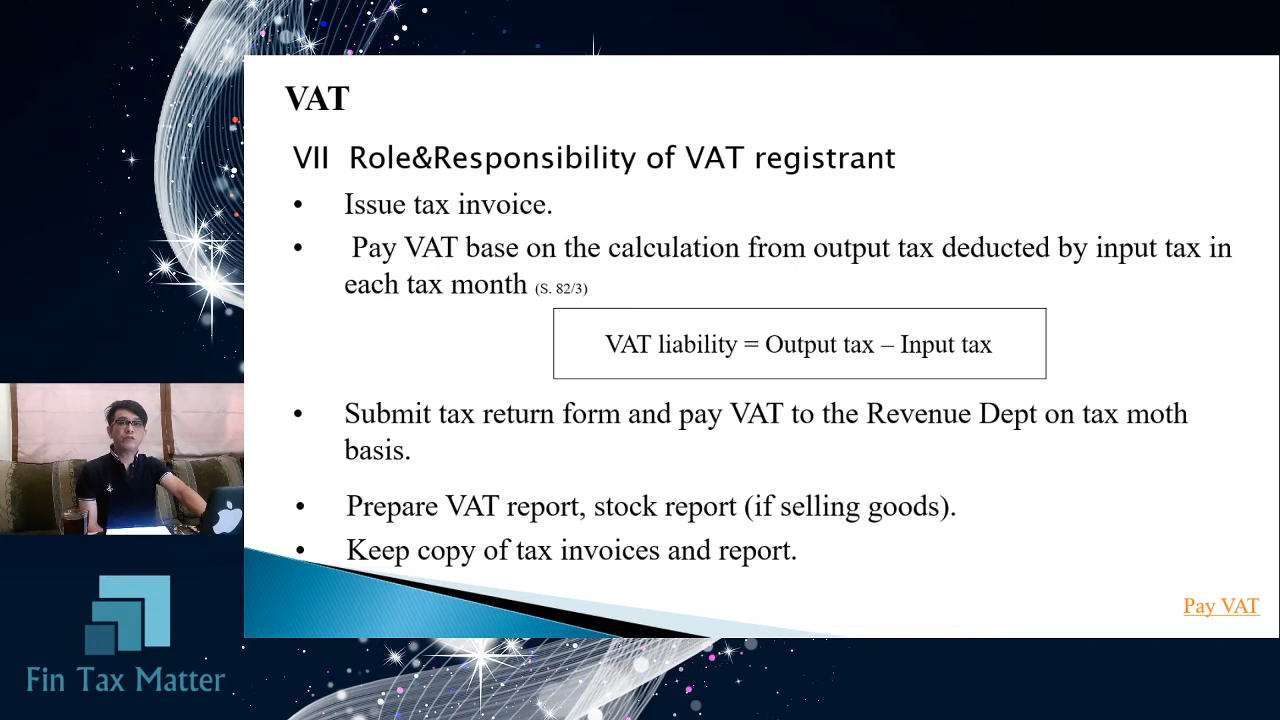 VAT
VII Role&Responsibility of VAT registrant
• Issue tax invoice.
• Pay VAT base on the calculation from output tax deducted by input tax in
each tax month (S. 82/3)
VAT liability = Output tax – Input tax
• Submit tax return form and pay VAT to the Revenue Dept on tax moth
basis.
• Prepare VAT report, stock report (if selling goods).
• Keep copy of tax invoices and report.
Pay VAT
Fin Tax Matter